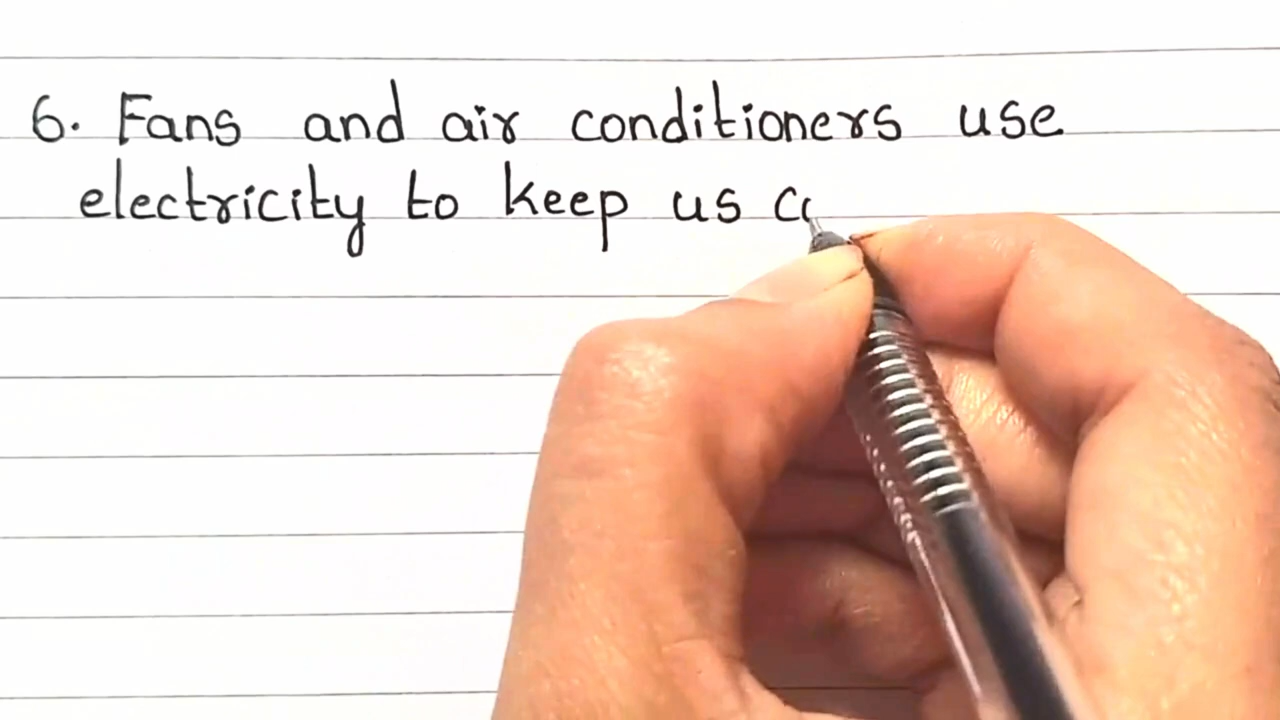 6. Fans and air conditioners use
electricity to keep us